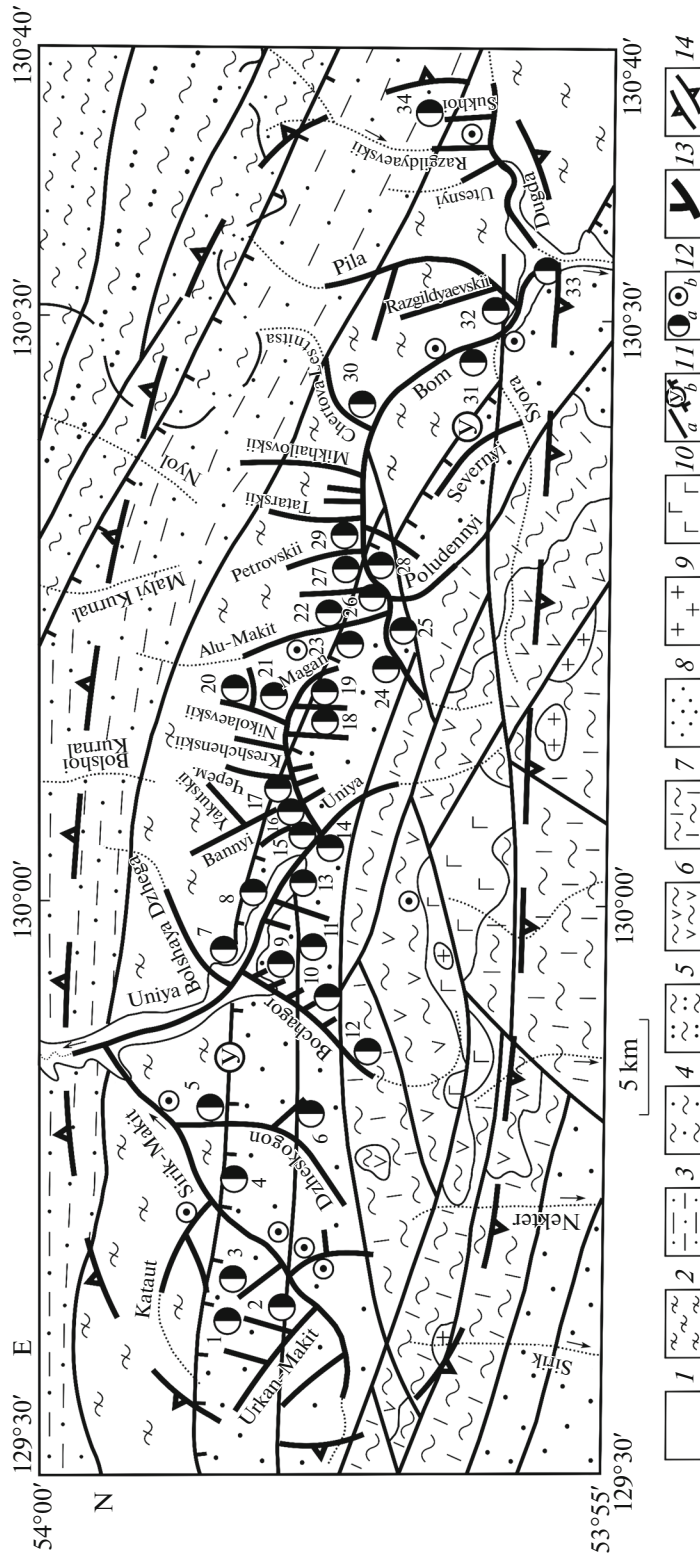 129°30′
E
130°00′
130°30′
130°40′
54°00′
N
53°55′
129°30′
130°00′
130°30′
130°40′
Kataut
Sirik-Makit
Urkan-Makit
Dzheskogon
Uniya
Bolshaya Dzhega
Bochagor
Bannyi
Yakutskii
Черём.
Kreshchenskii
Nikolaevskii
Magan
Uniya
Bolshoi
Kurnal
Malyi Kurnal
Nyol
Alu-Makit
Petrovskii
Tatarskii
Mikhailovskii
Chertova Lesnitsa
Pila
Razgildyaevskii
Bom
Severnyi
Poludennyi
Syora
Utesnyi
Razgildyaevskii
Sukhoi
Dugda
Nekter
Sirik
1
2
3
4
5
6
7
8
9
10
11
12
13
14
15
16
17
18
19
20
21
22
23
24
25
26
27
28
29
30
31
32
33
34
У
У
5 km
1
2
3
4
5
6
7
8
9
10
11
a
У
b
12
a
b
13
14